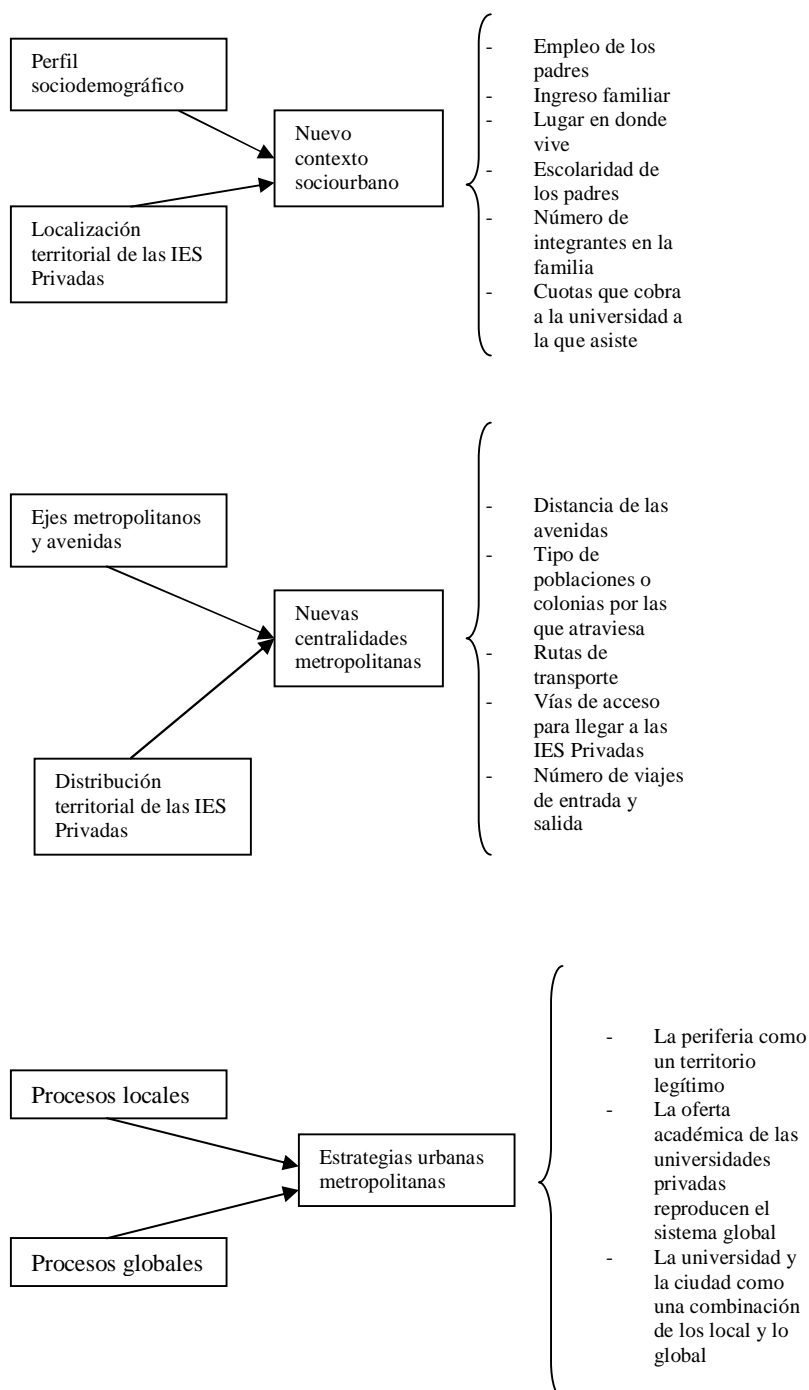 Perfil
sociodemográfico
Localización
territorial de las IES
Privadas
Nuevo
contexto
sociourbano
- Empleo de los
padres
- Ingreso familiar
- Lugar en donde
vive
- Escolaridad de
los padres
- Número de
integrantes en la
familia
- Cuotas que cobra
a la universidad a
la que asiste
Ejes metropolitanos
y avenidas
Distribución
territorial de las IES
Privadas
Nuevas
centralidades
metropolitanas
- Distancia de las
avenidas
- Tipo de
poblaciones o
colonias por las
que atraviesa
- Rutas de
transporte
- Vías de acceso
para llegar a las
IES Privadas
- Número de viajes
de entrada y
salida
Procesos locales
Procesos globales
Estrategias urbanas
metropolitanas
- La periferia como
un territorio
legítimo
- La oferta
académica de las
universidades
privadas
reproducen el
sistema global
- La universidad y
la ciudad como
una combinación
de los local y lo
global